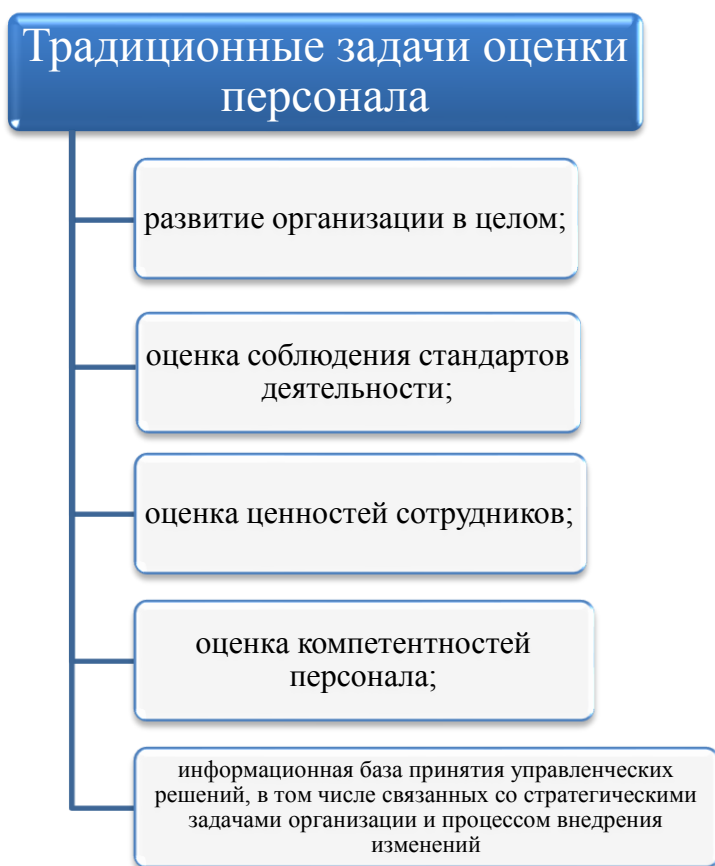 Традиционные задачи оценки
персонала
развитие организации в целом;
оценка соблюдения стандартов
деятельности;
оценка ценностей сотрудников;
оценка компетентностей
персонала;
информационная база принятия управленческих
решений, в том числе связанных со стратегическими
задачами организации и процессом внедрения
изменений